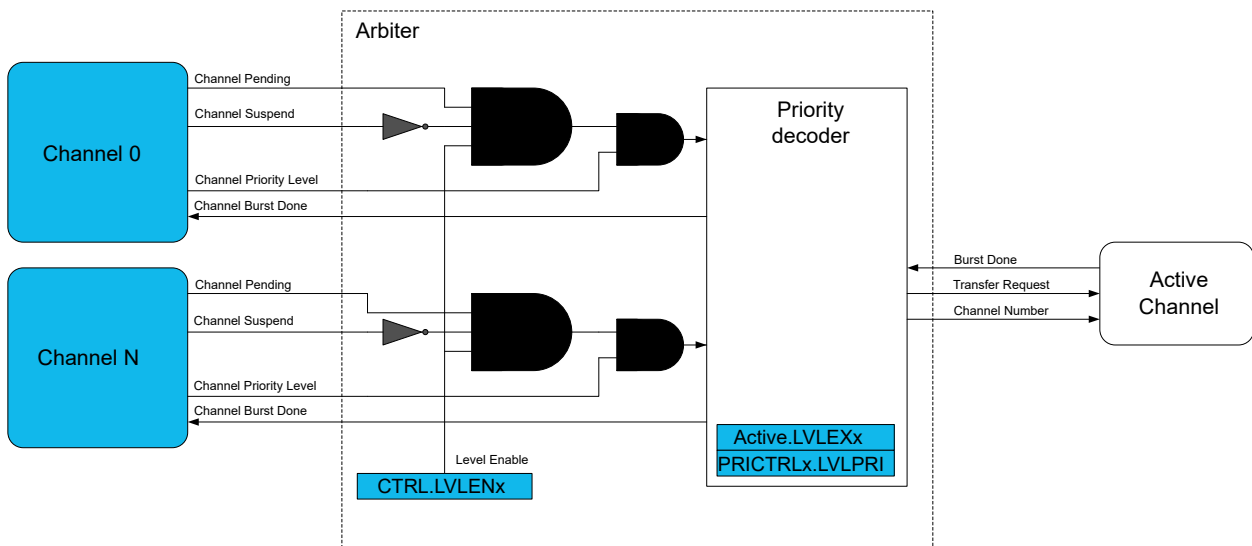 Arbiter
Channel 0
Channel Pending
Channel Suspend
Channel Priority Level
Channel Burst Done
Priority
decoder
Burst Done
Transfer Request
Channel Number
Active
Channel
Channel N
Channel Pending
Channel Suspend
Channel Priority Level
Channel Burst Done
Level Enable
CTRL.LVLENx
Active.LVLEXx
PRICTRLx.LVLPRI